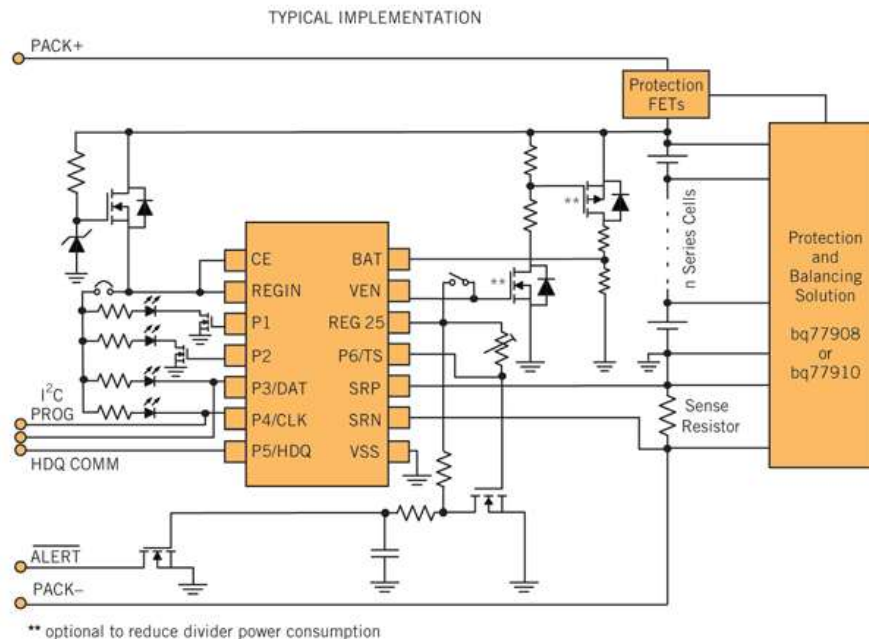 TYPICAL IMPLEMENTATION
PACK+
Protection
FETs
**
n Series Cells
CE
BAT
**
REGIN
VEN
P1
REG 25
P2
P6/TS
I²C
PROG
P3/DAT
SRP
P4/CLK
SRN
HDQ COMM
P5/HDQ
VSS
Sense
Resistor
Protection
and
Balancing
Solution
bq77908
or
bq77910
ALERT
PACK–
** optional to reduce divider power consumption